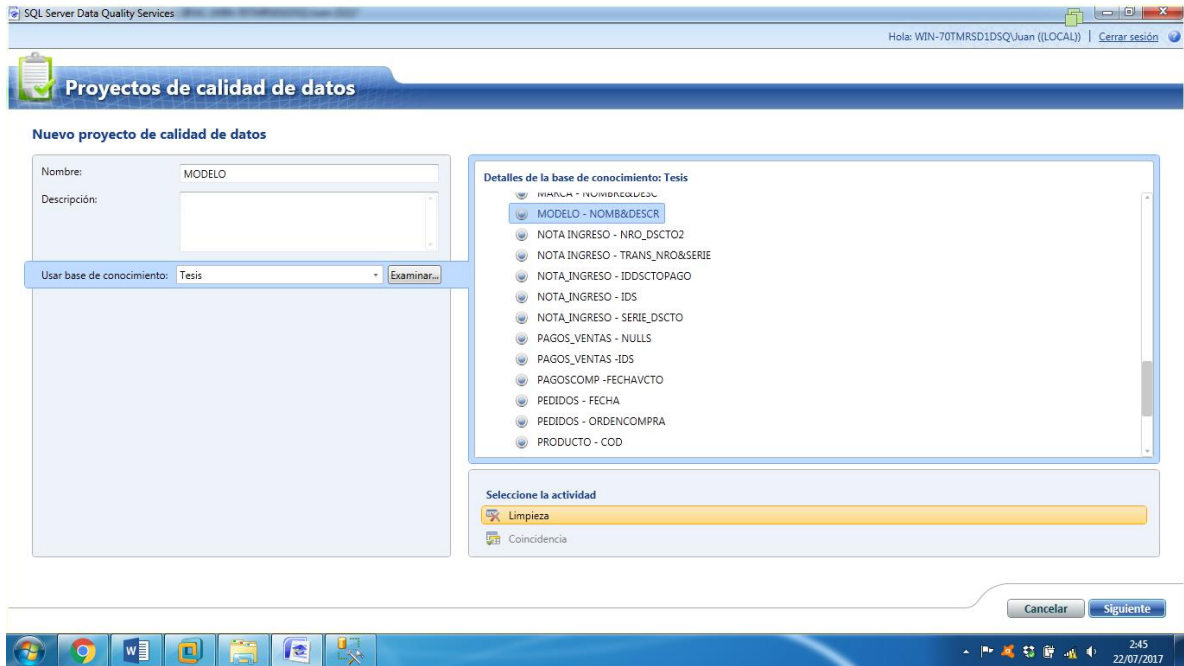 SQL Server Data Quality Services
Hola: WIN-70TMRSD1DSQ\Juan ((LOCAL)) | Cerrar sesión
Proyectos de calidad de datos
Nuevo proyecto de calidad de datos
Nombre: MODELO
Descripción:
Usar base de conocimiento: Tesis Examinar...
Detalles de la base de conocimiento: Tesis
MARCA - NOMBRE&DESC
MODELO - NOMB&DESCR
NOTA INGRESO - NRO_DSCTO2
NOTA INGRESO - TRANS_NRO&SERIE
NOTA_INGRESO - IDDSCTOPAGO
NOTA_INGRESO - IDS
NOTA_INGRESO - SERIE_DSCTO
PAGOS_VENTAS - NULLS
PAGOS_VENTAS -IDS
PAGOSCOMP -FECHAVCTO
PEDIDOS - FECHA
PEDIDOS - ORDENCOMPRA
PRODUCTO - COD
Seleccione la actividad
Limpieza
Coincidencia
Cancelar Siguiente
2:45
22/07/2017